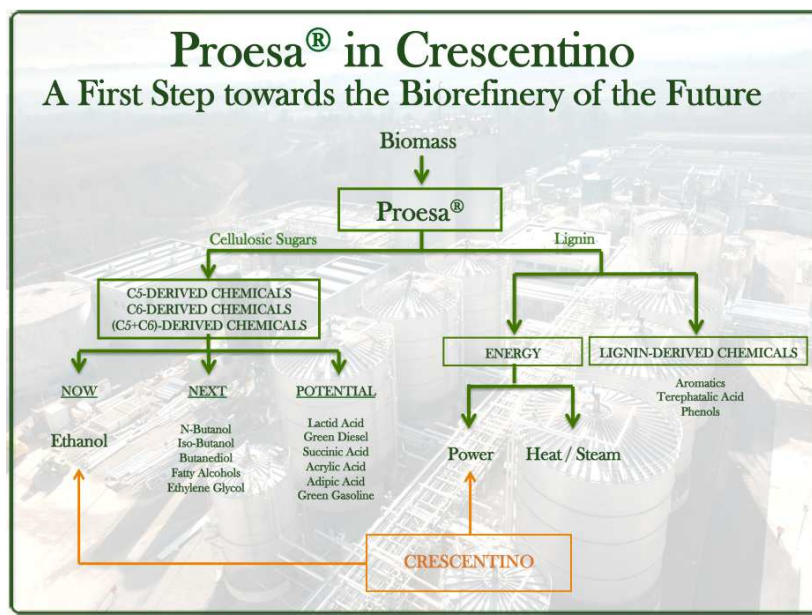 Proesa® in Crescentino
A First Step towards the Biorefinery of the Future
Biomass
Proesa®
Cellulosic Sugars
Lignin
C5-DERIVED CHEMICALS
C6-DERIVED CHEMICALS
(C5+C6)-DERIVED CHEMICALS
ENERGY
LIGNIN-DERIVED CHEMICALS
NOW
NEXT
POTENTIAL
Aromatics
Terephatalic Acid
Phenols
Ethanol
N-Butanol
Iso-Butanol
Butanediol
Fatty Alcohols
Ethylene Glycol
Lactid Acid
Green Diesel
Succinic Acid
Acrylic Acid
Adipic Acid
Green Gasoline
Power
Heat / Steam
CRESCENTINO